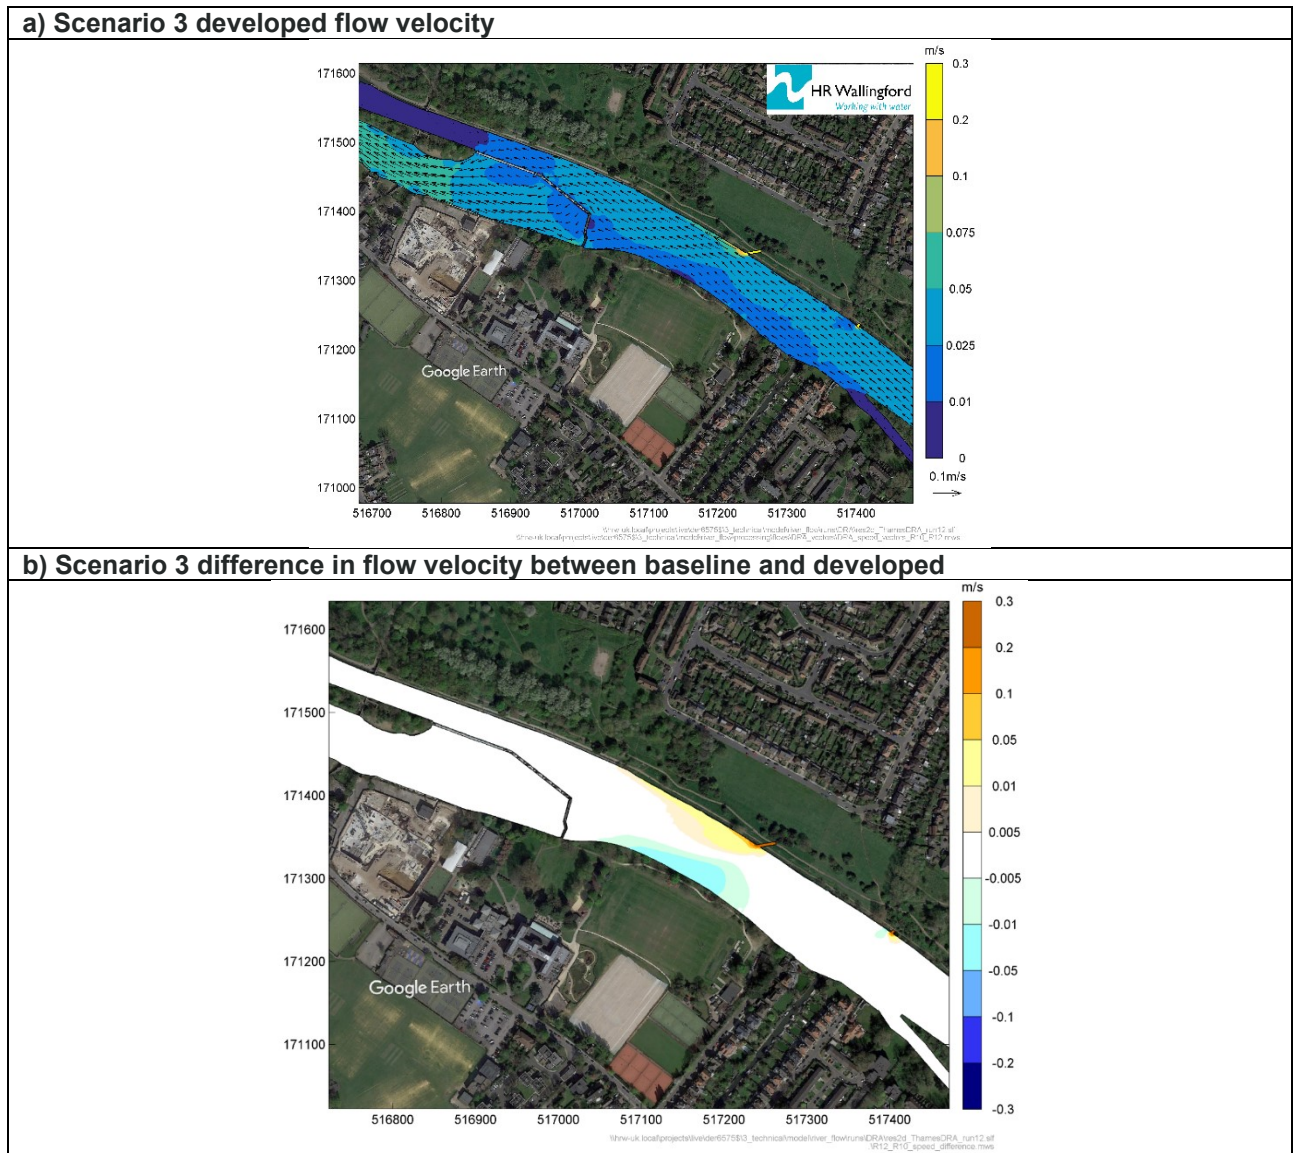 a) Scenario 3 developed flow velocity
m/s
171600
171500
171400
171300
171200
171100
171000
516700 516800 516900 517000 517100 517200 517300 517400
HR Wallingford
Working with water
Google Earth
0.3
0.2
0.1
0.075
0.05
0.025
0.01
0
0.1m/s
b) Scenario 3 difference in flow velocity between baseline and developed
m/s
171600
171500
171400
171300
171200
171100
516800 516900 517000 517100 517200 517300 517400
Google Earth
0.3
0.2
0.1
0.05
0.01
0.005
-0.005
-0.01
-0.05
-0.1
-0.2
-0.3
\R12_R10_speed_difference.mws